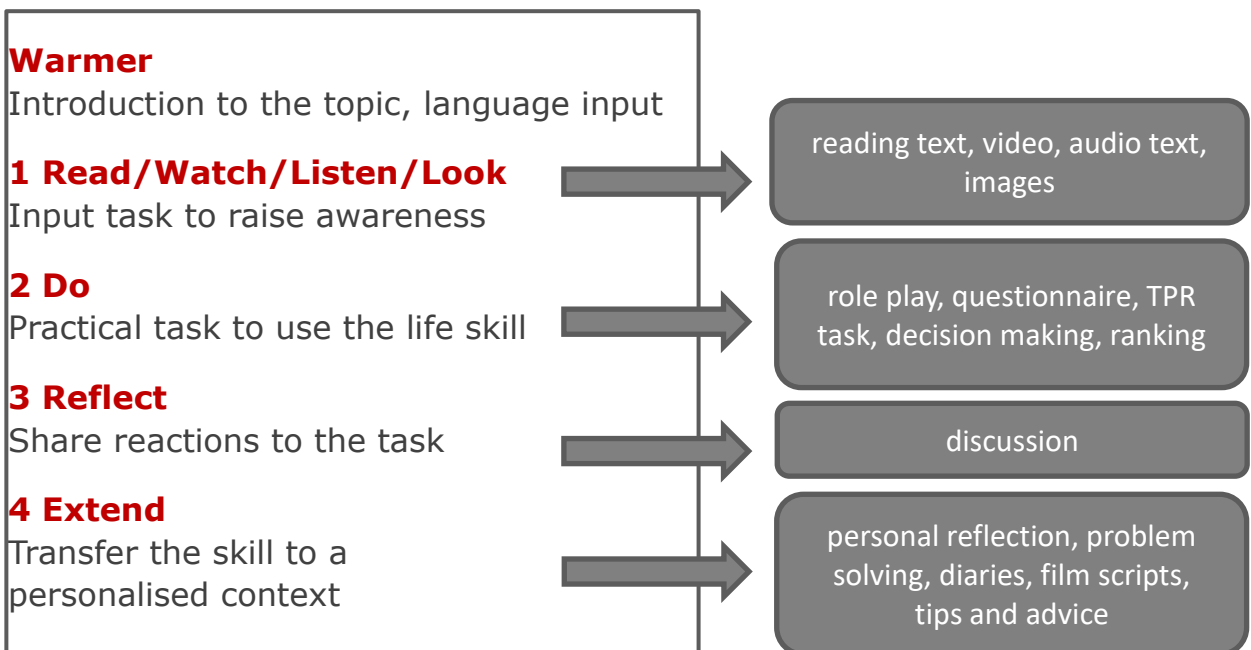 Warmer
Introduction to the topic, language input
1 Read/Watch/Listen/Look
Input task to raise awareness
reading text, video, audio text,
images
2 Do
Practical task to use the life skill
role play, questionnaire, TPR
task, decision making, ranking
3 Reflect
Share reactions to the task
discussion
4 Extend
Transfer the skill to a
personalised context
personal reflection, problem
solving, diaries, film scripts,
tips and advice